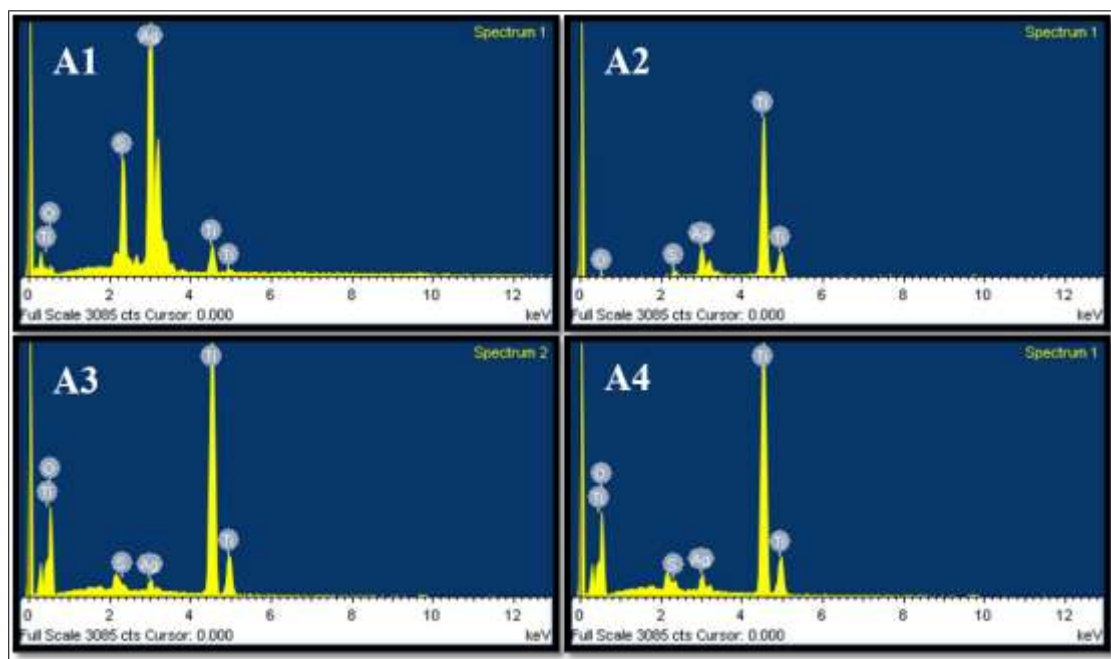 Spectrum 1
A1
Ag
S
O
Ti
Ti
Ti
0 2 4 6 8 10 12
Full Scale 3085 cts Cursor: 0.000 keV
Spectrum 1
A2
Ti
Ag
Ti
S
O
0 2 4 6 8 10 12
Full Scale 3085 cts Cursor: 0.000 keV
Spectrum 2
A3
Ti
O
Ti
Ti
S
Ag
0 2 4 6 8 10 12
Full Scale 3085 cts Cursor: 0.000 keV
Spectrum 1
A4
Ti
O
Ti
Ti
S
Ag
0 2 4 6 8 10 12
Full Scale 3085 cts Cursor: 0.000 keV